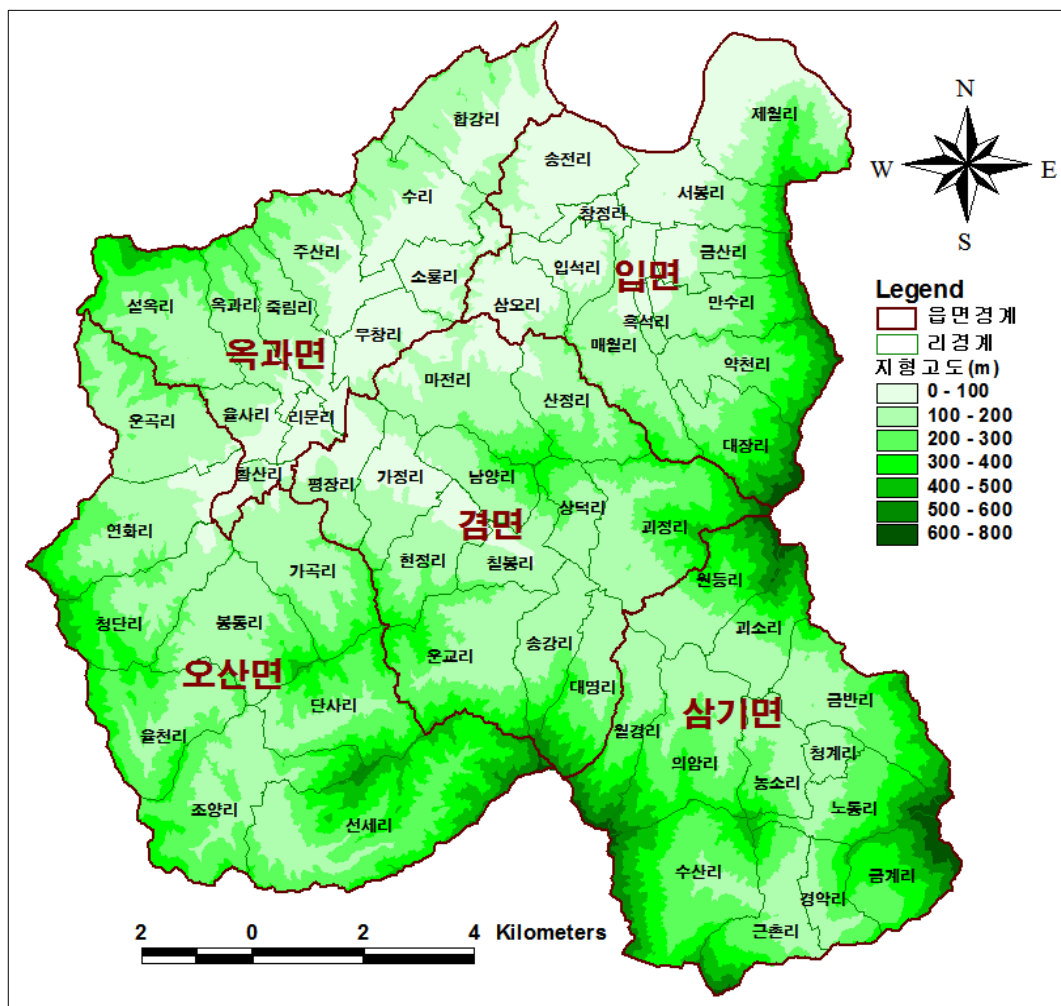 N
W
E
S
합강리
제월리
송전리
수리
서봉리
창정리
주산리
금산리
소룡리
입석리
입면
설옥리
옥과리
죽림리
삼오리
만수리
흑석리
무창리
매월리
옥과면
약천리
마전리
산정리
운곡리
율사리
리문리
대장리
황산리
평장리
가정리
남양리
상덕리
겸면
괴정리
연화리
현정리
칠봉리
가곡리
원등리
청단리
봉통리
괴소리
운교리
송강리
오산면
대명리
단사리
삼기면
금반리
율천리
월경리
청계리
의암리
농소리
조양리
노통리
선세리
수산리
금계리
경악리
근촌리
Legend
읍면경계
리경계
지형고도(m)
0 - 100
100 - 200
200 - 300
300 - 400
400 - 500
500 - 600
600 - 800
2 0 2 4 Kilometers